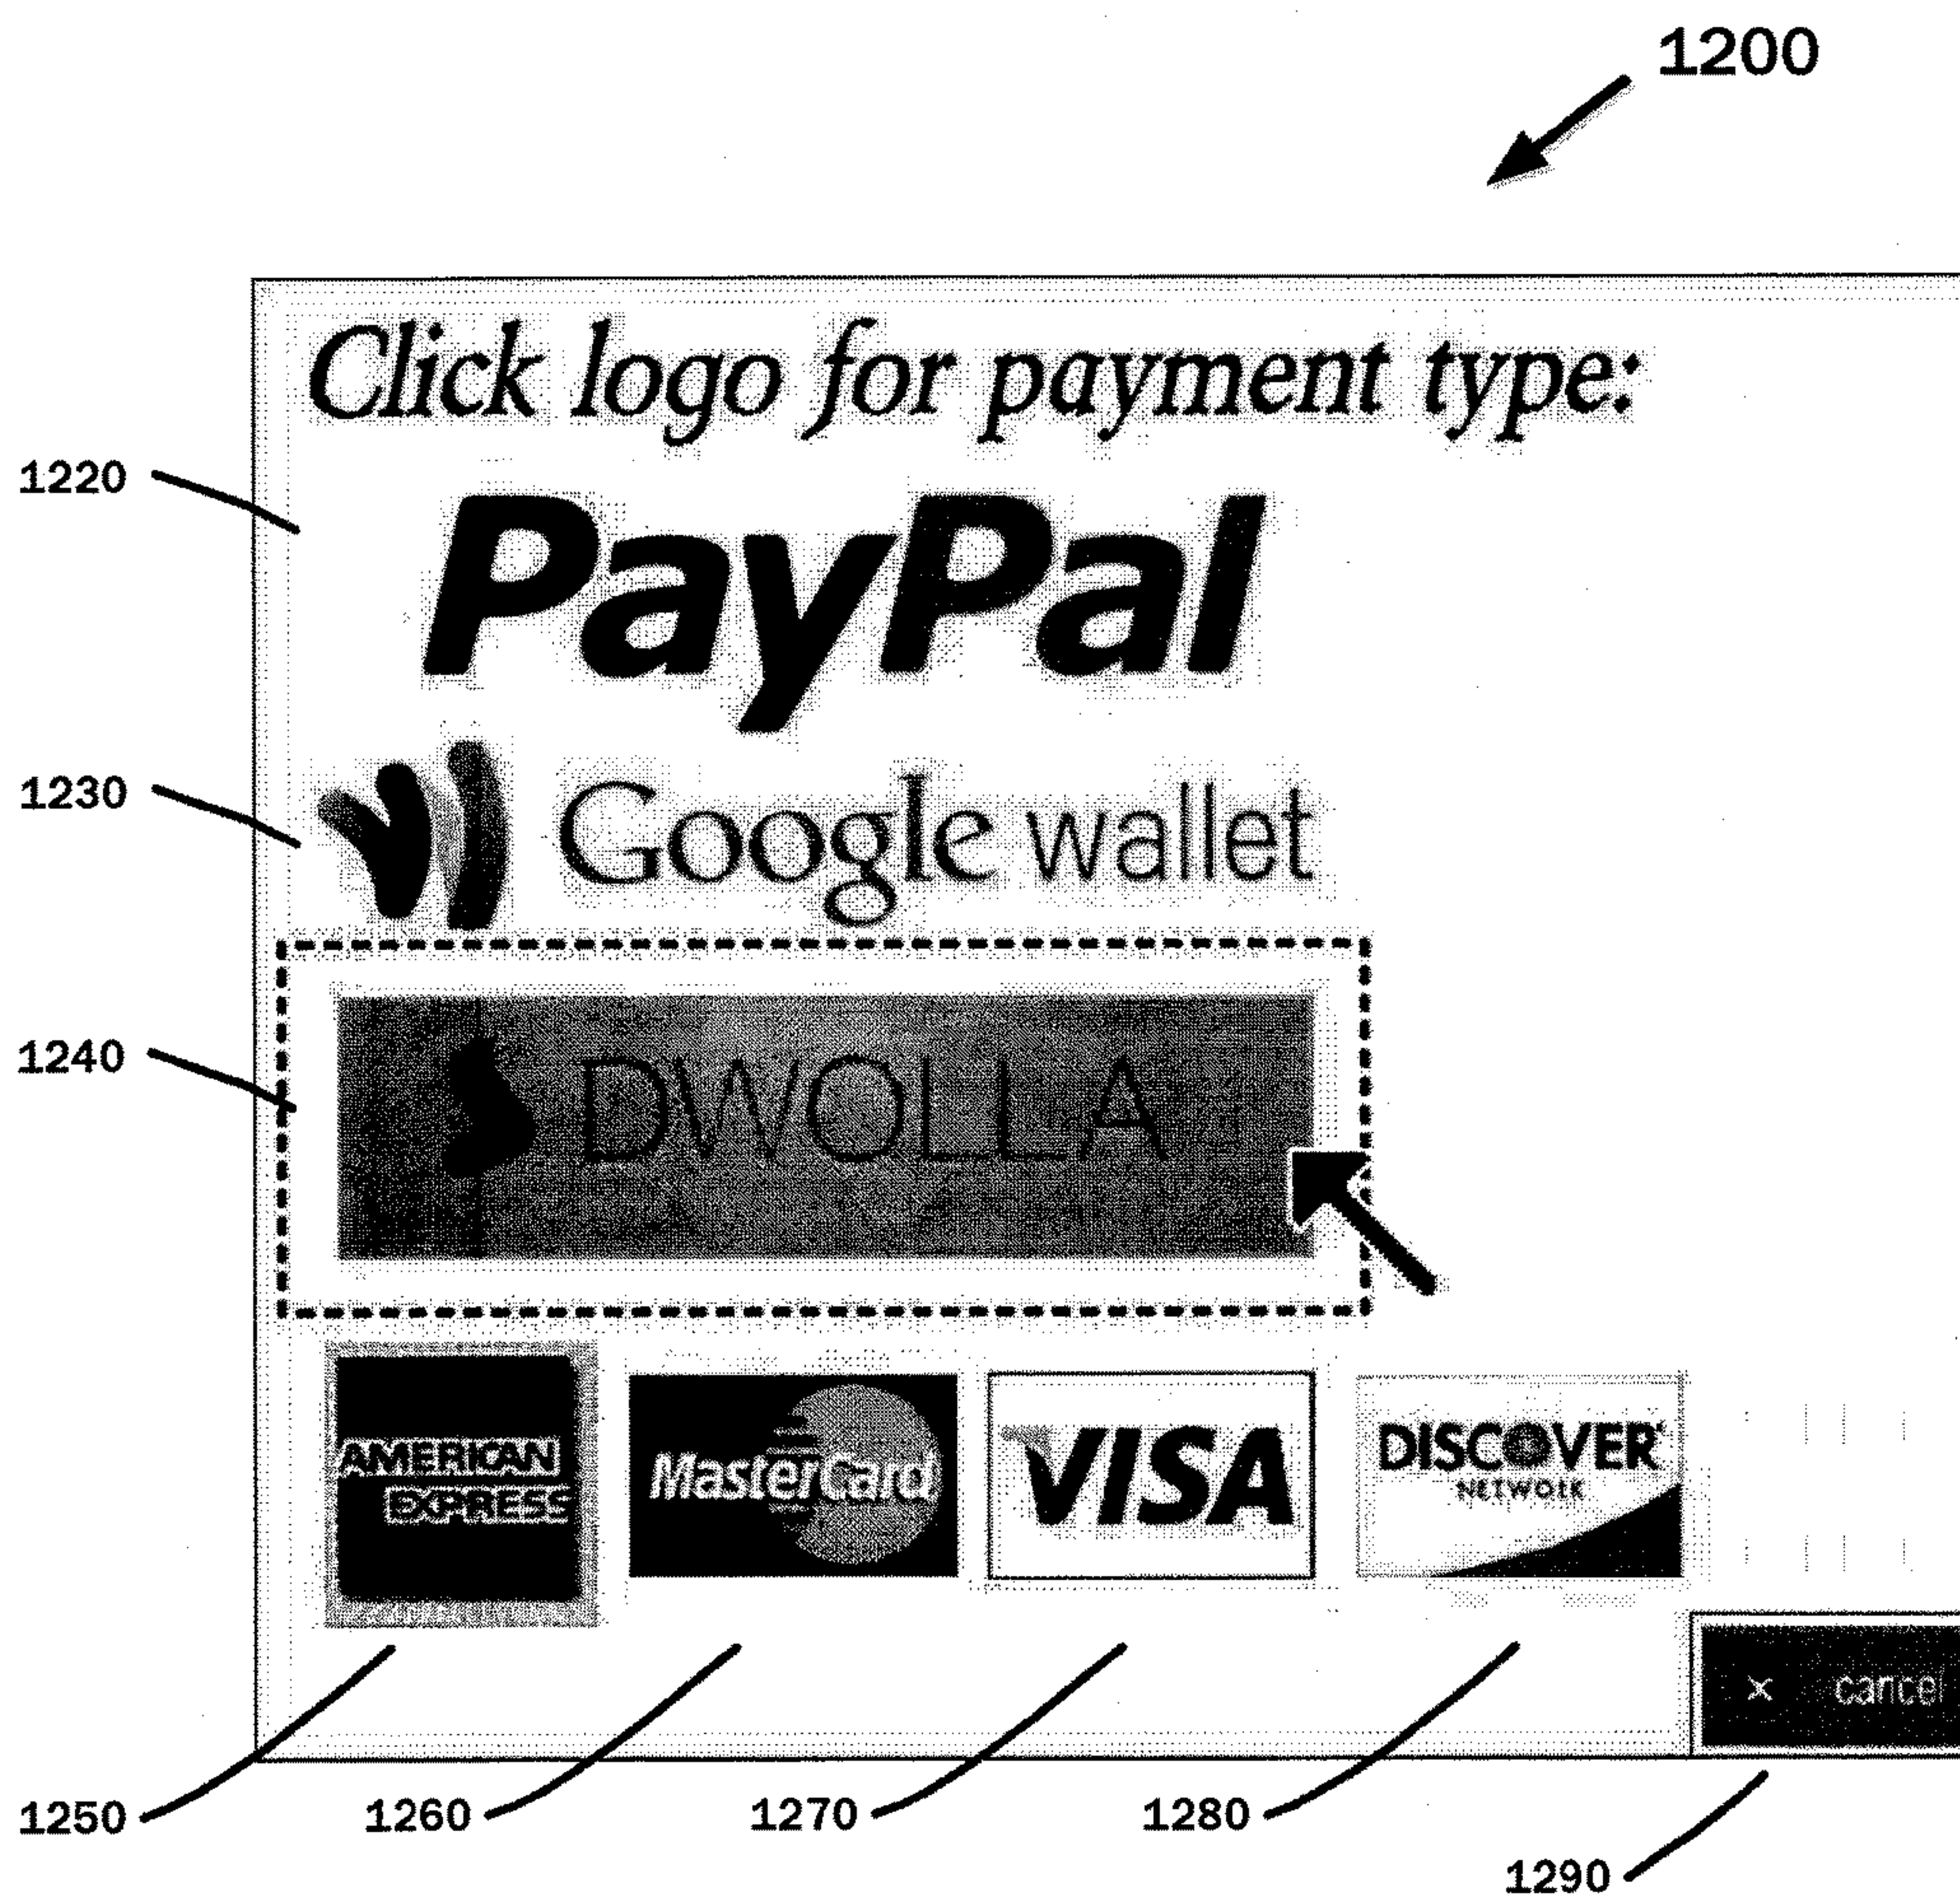 1200
Click logo for payment type:
1220
PayPal
1230
Google wallet
1240
DWOLLA
AMERICAN
EXPRESS
MasterCard
VISA
DISCOVER
NETWORK
× cancel
1250
1260
1270
1280
1290